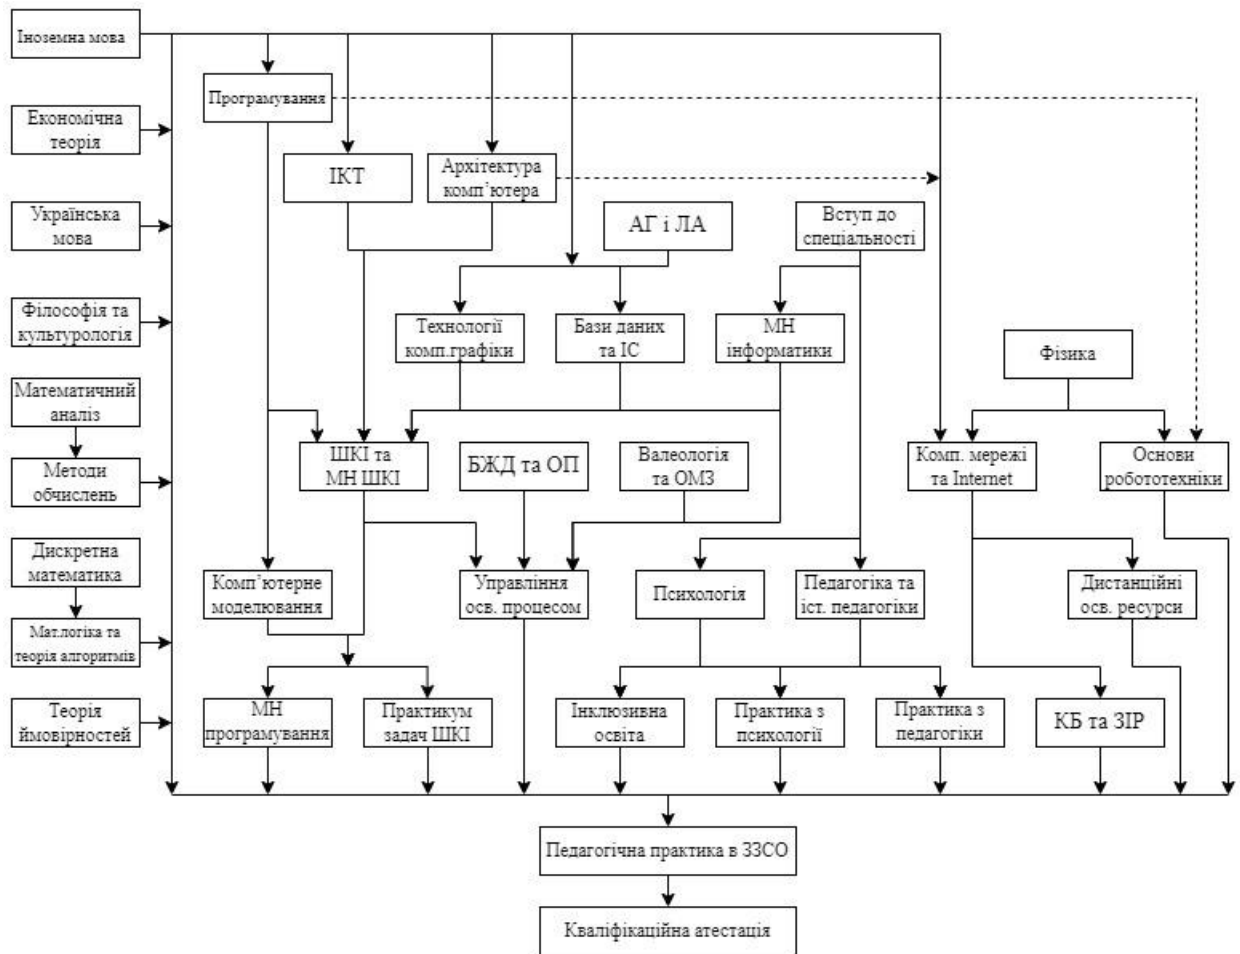 Іноземна мова
Програмування
Економічна
теорія
ІКТ
Архітектура
комп’ютера
Українська
мова
АГ і ЛА
Вступ до
спеціальності
Філософія та
культурологія
Технології
комп.графіки
Бази даних
та ІС
МН
інформатики
Фізика
Математичний
аналіз
Методи
обчислень
ШКІ та
МН ШКІ
БЖД та ОП
Валеологія
та ОМЗ
Комп. мережі
та Internet
Основи
робототехніки
Дискретна
математика
Комп’ютерне
моделювання
Управління
осв. процесом
Психологія
Педагогіка та
іст. педагогіки
Дистанційні
осв. ресурси
Мат.логіка та
теорія алгоритмів
Теорія
ймовірностей
МН
програмування
Практикум
задач ШКІ
Інклюзивна
освіта
Практика з
психології
Практика з
педагогіки
КБ та ЗІР
Педагогічна практика в ЗЗСО
Кваліфікаційна атестація